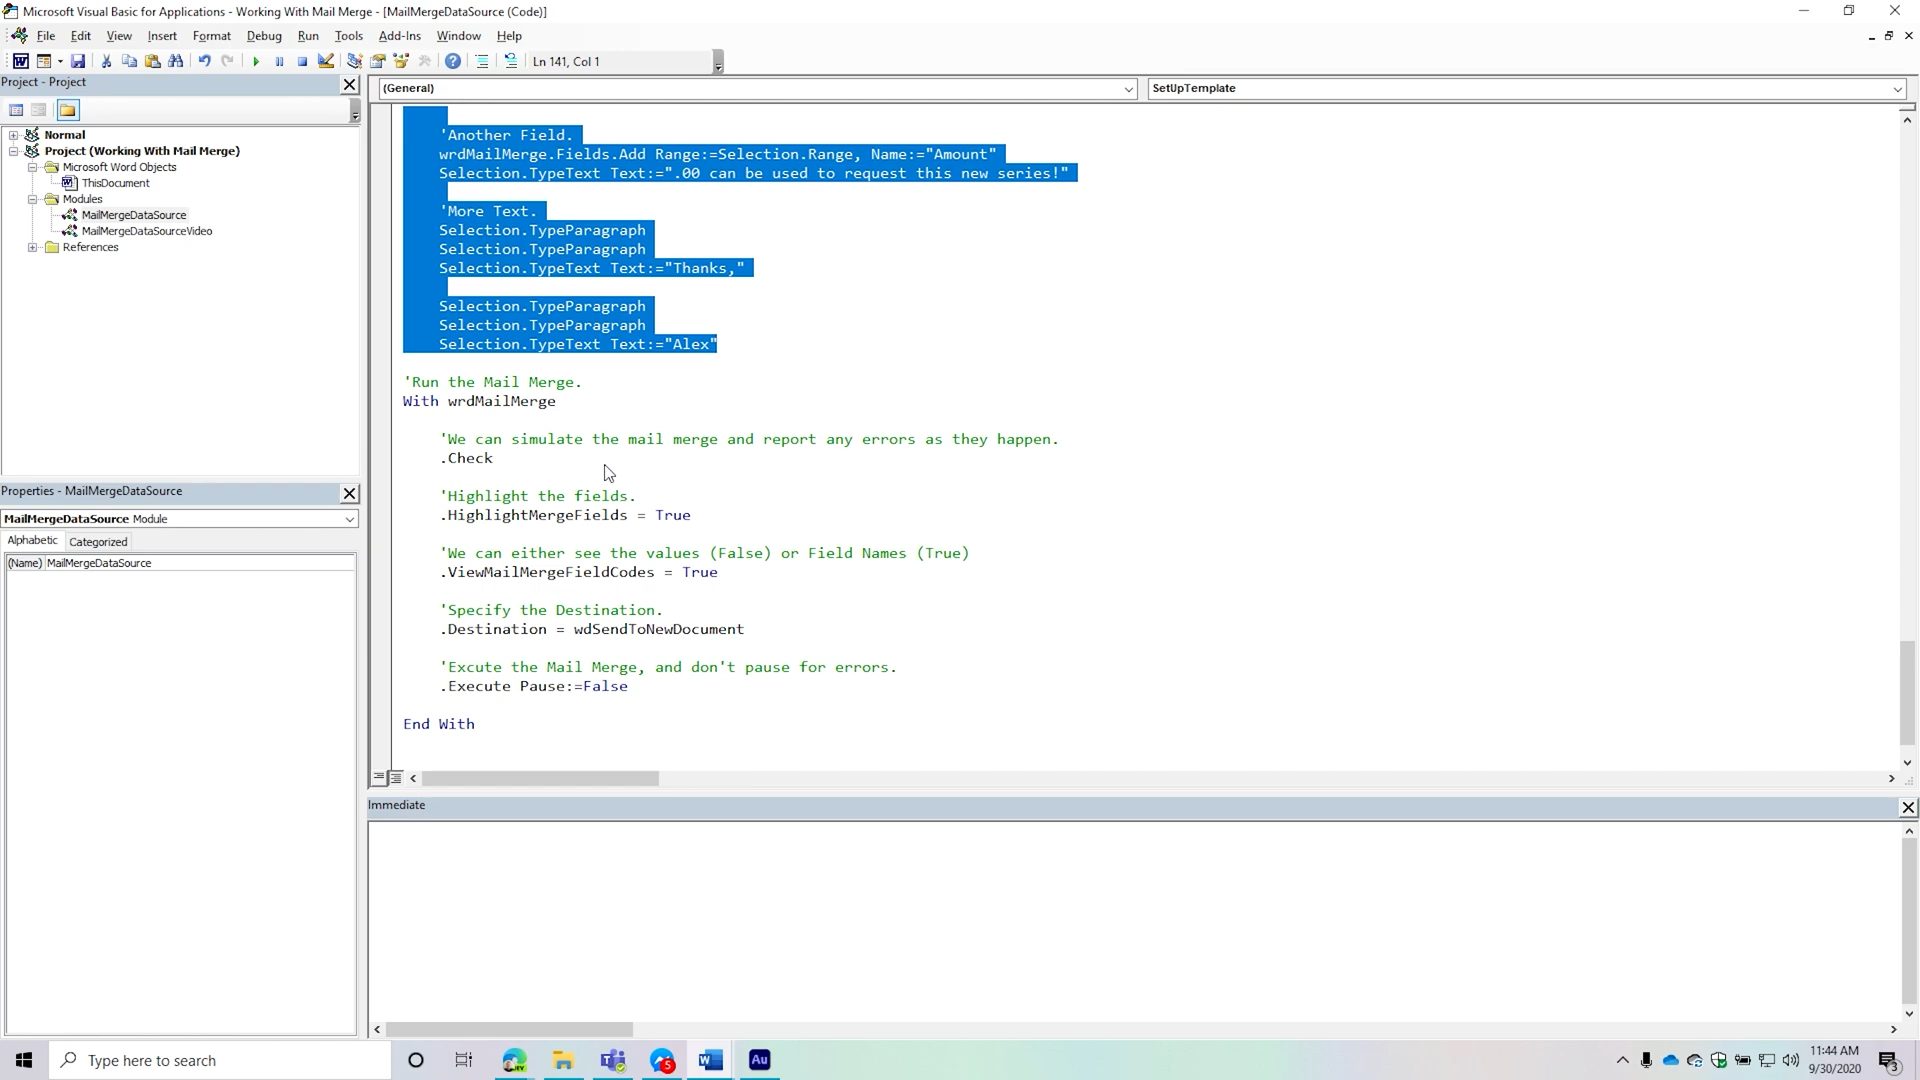 Microsoft Visual Basic for Applications - Working With Mail Merge - [MailMergeDataSource (Code)]
File Edit View Insert Format Debug Run Tools Add-Ins Window Help
Ln 141, Col 1
Project - Project
(General)
SetUpTemplate
Normal
Project (Working With Mail Merge)
Microsoft Word Objects
ThisDocument
Modules
MailMergeDataSource
MailMergeDataSourceVideo
References
Properties - MailMergeDataSource
MailMergeDataSource Module
Alphabetic Categorized
(Name) MailMergeDataSource
'Another Field.
wrdMailMerge.Fields.Add Range:=Selection.Range, Name:="Amount"
Selection.TypeText Text:=".00 can be used to request this new series!"
'More Text.
Selection.TypeParagraph
Selection.TypeParagraph
Selection.TypeText Text:="Thanks,"
Selection.TypeParagraph
Selection.TypeParagraph
Selection.TypeText Text:="Alex"
'Run the Mail Merge.
With wrdMailMerge
'We can simulate the mail merge and report any errors as they happen.
.Check
'Highlight the fields.
.HighlightMergeFields = True
'We can either see the values (False) or Field Names (True)
.ViewMailMergeFieldCodes = True
'Specify the Destination.
.Destination = wdSendToNewDocument
'Excute the Mail Merge, and don't pause for errors.
.Execute Pause:=False
End With
Immediate
Type here to search
5
Au
11:44 AM
9/30/2020
3